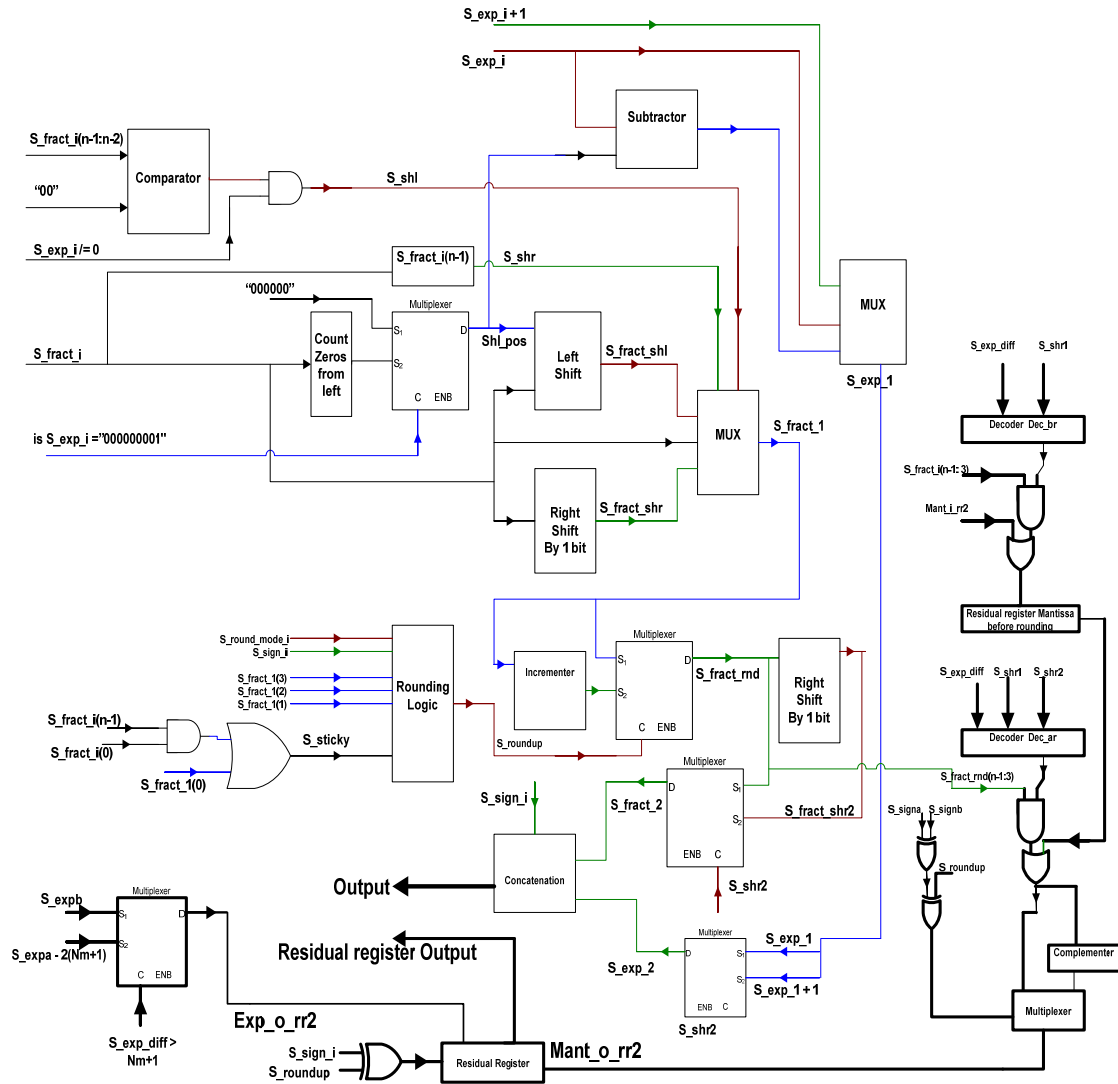 S_exp_i + 1
S_exp_i
Subtractor
S_fract_i(n-1:n-2)
Comparator
"00"
S_shl
S_exp_i /= 0
S_fract_i(n-1)
S_shr
"000000"
Multiplexer
S1
D
S2
C ENB
Count
Zeros
from
left
S_fract_i
Shl_pos
Left
Shift
S_fract_shl
MUX
S_exp_1
MUX
S_fract_1
is S_exp_i ="000000001"
Right
Shift
By 1 bit
S_fract_shr
S_exp_diff
S_shr1
Decoder Dec_br
S_fract_i(n-1: 3)
Mant_i_rr2
Residual register Mantissa
before rounding
S_round_mode_i
S_sign_i
S_fract_1(3)
S_fract_1(2)
S_fract_1(1)
Rounding
Logic
S_fract_i(n-1)
S_fract_i(0)
S_fract_1(0)
S_sticky
S_roundup
Incrementer
Multiplexer
S1
D
S2
C ENB
S_fract_rnd
Right
Shift
By 1 bit
S_exp_diff
S_shr1
S_shr2
Decoder Dec_ar
S_fract_rnd(n-1:3)
S_sign_i
S_fract_2
Multiplexer
D
S1
S2
ENB C
S_fract_shr2
S_shr2
S_signa
S_signb
S_roundup
Output
Concatenation
S_expb
S_expa - 2(Nm+1)
Multiplexer
S1
D
S2
C ENB
S_exp_diff >
Nm+1
Residual register Output
S_exp_2
Multiplexer
D
S1
S2
ENB C
S_exp_1
S_exp_1 + 1
S_shr2
Complementer
Multiplexer
Exp_o_rr2
S_sign_i
S_roundup
Residual Register
Mant_o_rr2